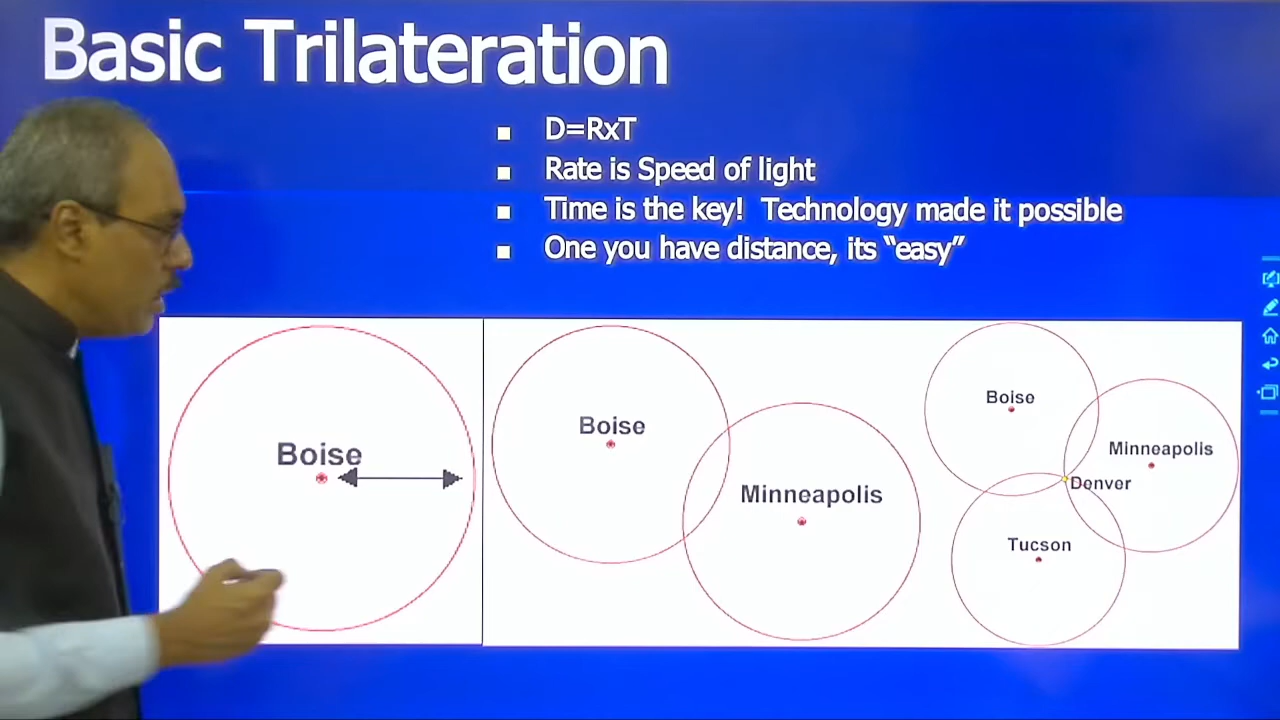 Basic Trilateration
D=RxT
Rate is Speed of light
Time is the key! Technology made it possible
One you have distance, its “easy”
Boise
Boise
Minneapolis
Boise
Minneapolis
Denver
Tucson